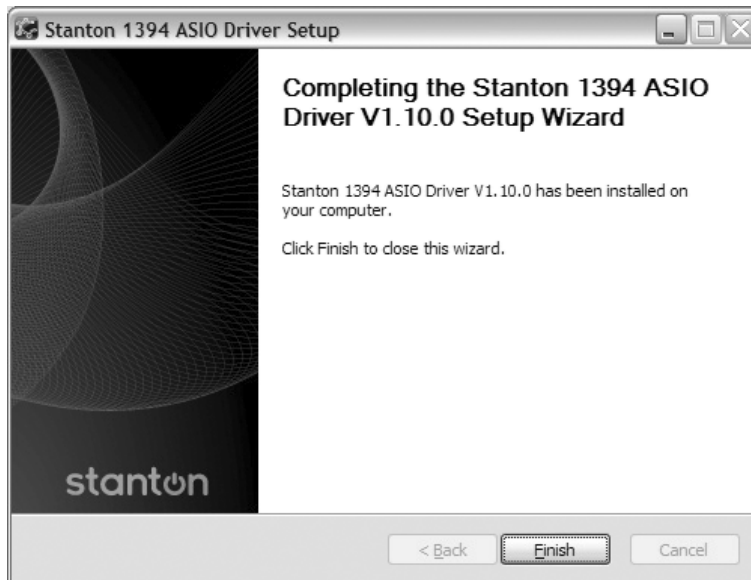 Stanton 1394 ASIO Driver Setup
Completing the Stanton 1394 ASIO
Driver V1.10.0 Setup Wizard
Stanton 1394 ASIO Driver V1.10.0 has been installed on
your computer.
Click Finish to close this wizard.
stanton
< Back
Finish
Cancel